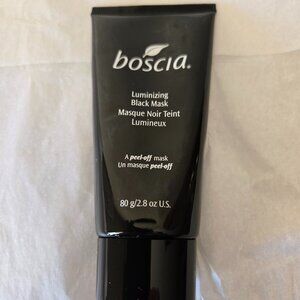 boscia.
Luminizing
Black Mask
Masque Noir Teint
Lumineux
A peel-off mask
Un masque peel-off
80 g/2.8 oz U.S.